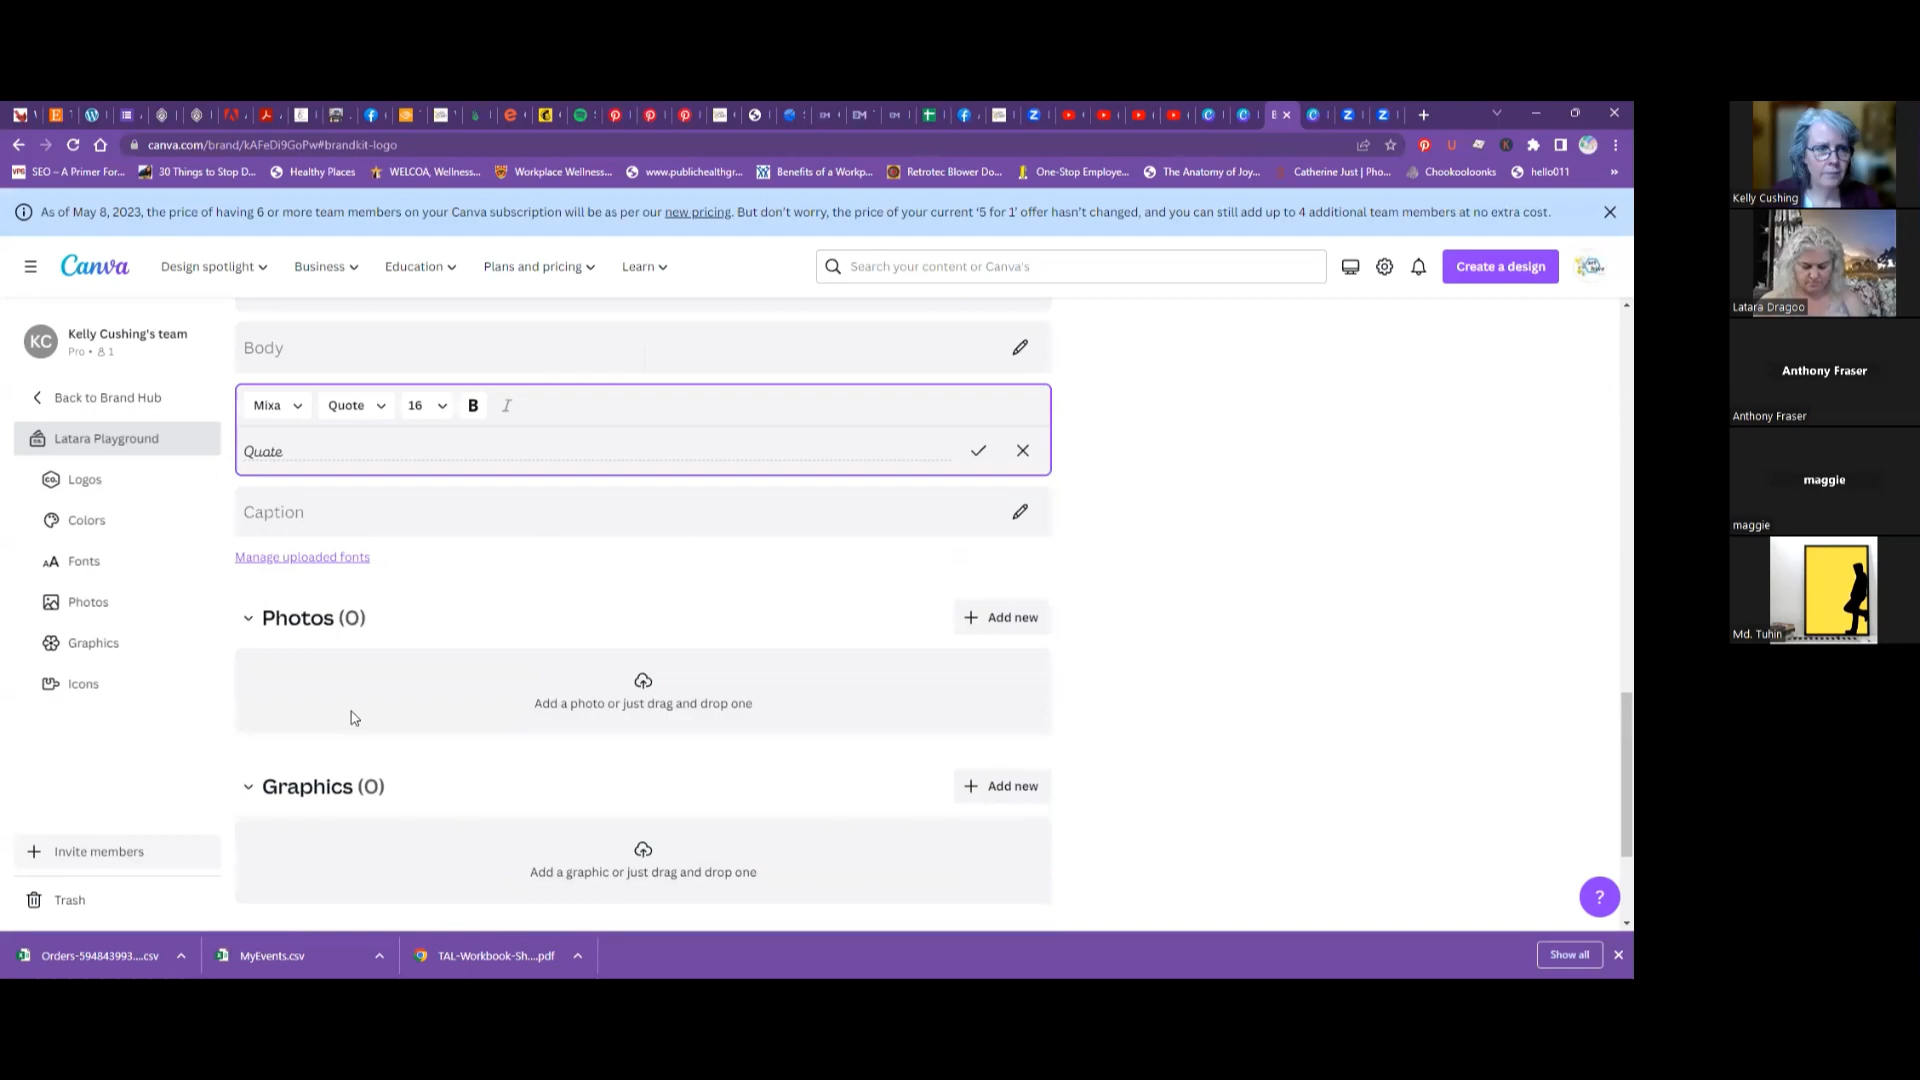 canva.com/brand/kAFeDi9GoPw#brandkit-logo
SEO – A Primer For...
30 Things to Stop D...
Healthy Places
WELCOA, Wellness...
Workplace Wellness...
www.publichealthgr...
Benefits of a Workp...
Retrotec Blower Do...
One-Stop Employe...
The Anatomy of Joy...
Catherine Just | Pho...
Chookooloonks
hello011
»
As of May 8, 2023, the price of having 6 or more team members on your Canva subscription will be as per our new pricing. But don't worry, the price of your current '5 for 1' offer hasn't changed, and you can still add up to 4 additional team members at no extra cost.
Canva
Design spotlight
Business
Education
Plans and pricing
Learn
Search your content or Canva's
Create a design
KC
Kelly Cushing's team
Pro • 1
Back to Brand Hub
Latara Playground
Logos
Colors
Fonts
Photos
Graphics
Icons
Invite members
Trash
Body
Mixa
Quote
16
B
I
Quote
Caption
Manage uploaded fonts
Photos (0)
Add new
Add a photo or just drag and drop one
Graphics (0)
Add new
Add a graphic or just drag and drop one
?
Orders-594843993....csv
MyEvents.csv
TAL-Workbook-Sh....pdf
Show all
Kelly Cushing
Latara Dragoo
Anthony Fraser
Anthony Fraser
maggie
maggie
Md. Tuhin